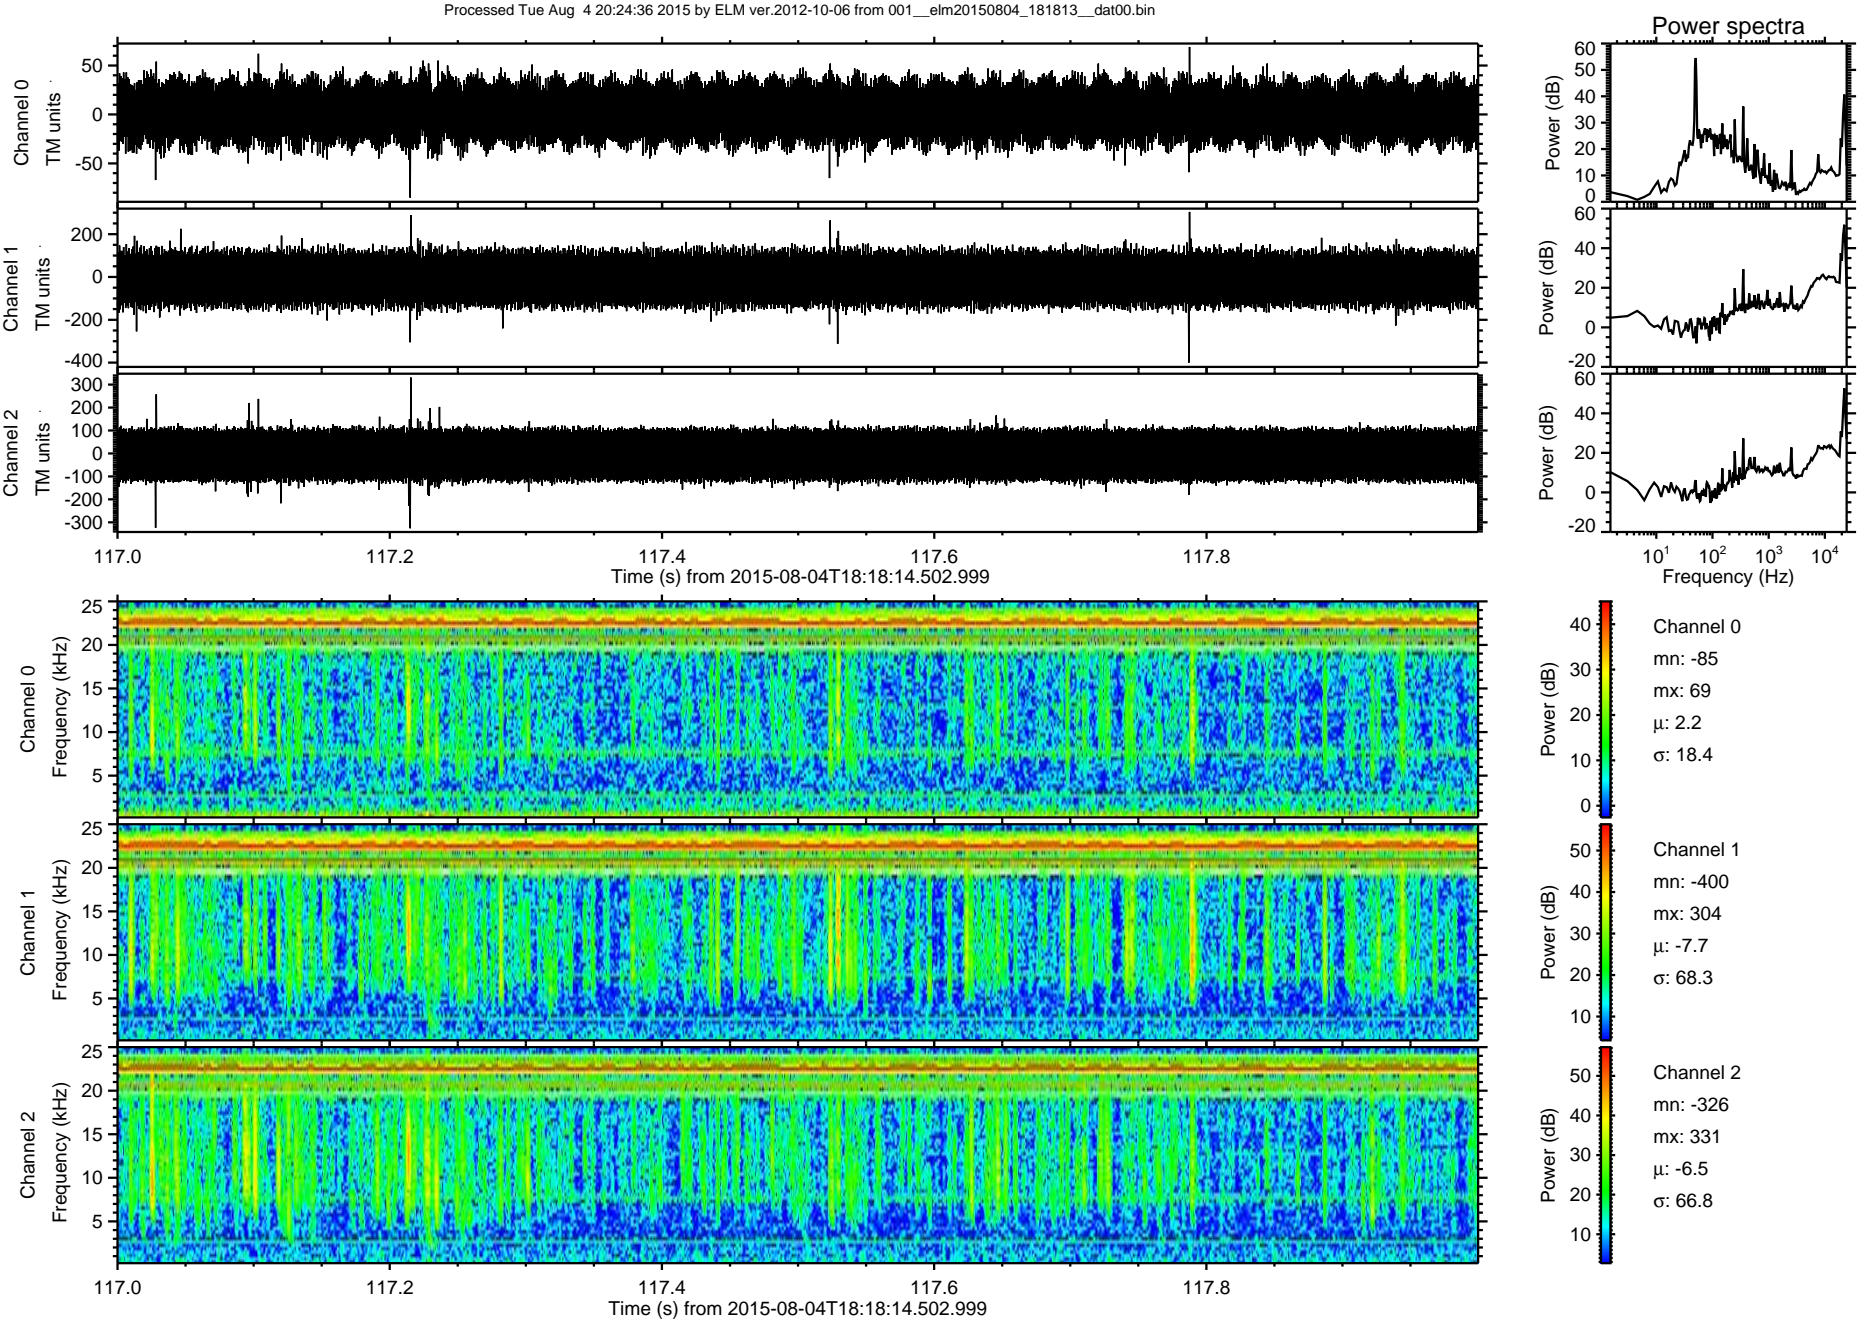 Processed Tue Aug  4 20:24:36 2015 by ELM ver.2012-10-06 from 001__elm20150804_181813__dat00.bin
Power spectra
Channel 0
TM units
50
0
-50
Power (dB)
60
50
40
30
20
10
0
Channel 1
TM units
200
0
-200
-400
Power (dB)
60
40
20
0
-20
Channel 2
TM units
300
200
100
0
-100
-200
-300
Power (dB)
60
40
20
0
-20
117.0 117.2 117.4 117.6 117.8
Time (s) from 2015-08-04T18:18:14.502.999
10¹ 10² 10³ 10⁴
Frequency (Hz)
Channel 0
Frequency (kHz)
25
20
15
10
5
Power (dB)
40
30
20
10
0
Channel 0
mn: -85
mx: 69
μ: 2.2
σ: 18.4
Channel 1
Frequency (kHz)
25
20
15
10
5
Power (dB)
50
40
30
20
10
Channel 1
mn: -400
mx: 304
μ: -7.7
σ: 68.3
Channel 2
Frequency (kHz)
25
20
15
10
5
Power (dB)
50
40
30
20
10
Channel 2
mn: -326
mx: 331
μ: -6.5
σ: 66.8
117.0 117.2 117.4 117.6 117.8
Time (s) from 2015-08-04T18:18:14.502.999